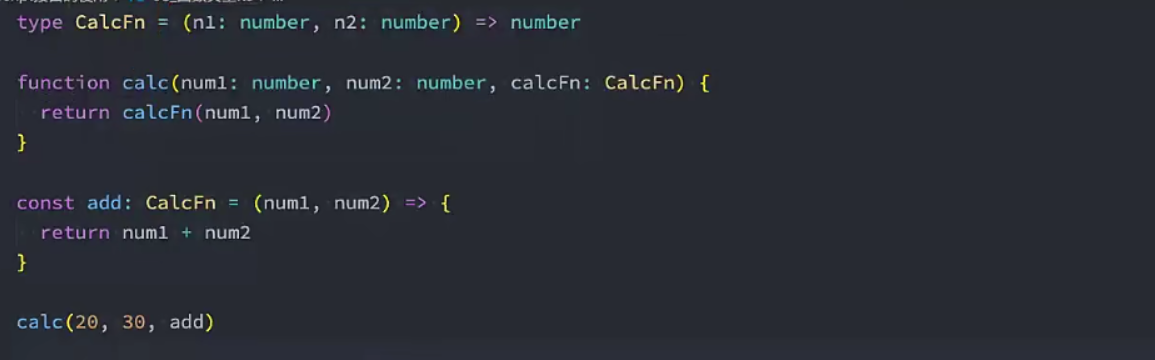 type CalcFn = (n1: number, n2: number) => number
function calc(num1: number, num2: number, calcFn: CalcFn) {
return calcFn(num1, num2)
}
const add: CalcFn = (num1, num2) => {
return num1 + num2
}
calc(20, 30, add)